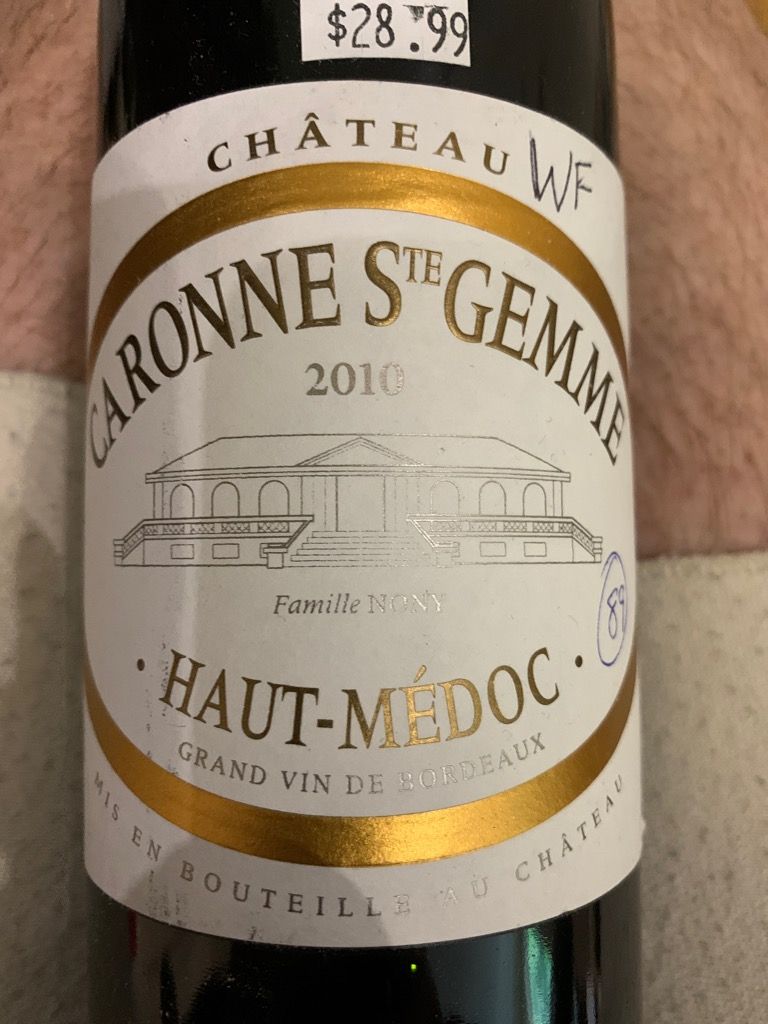 $28.99
CHÂTEAU WF
CARONNE STE GEMME
2010
Famille NONY
89
· HAUT-MÉDOC ·
GRAND VIN DE BORDEAUX
MIS EN BOUTEILLE AU CHÂTEAU